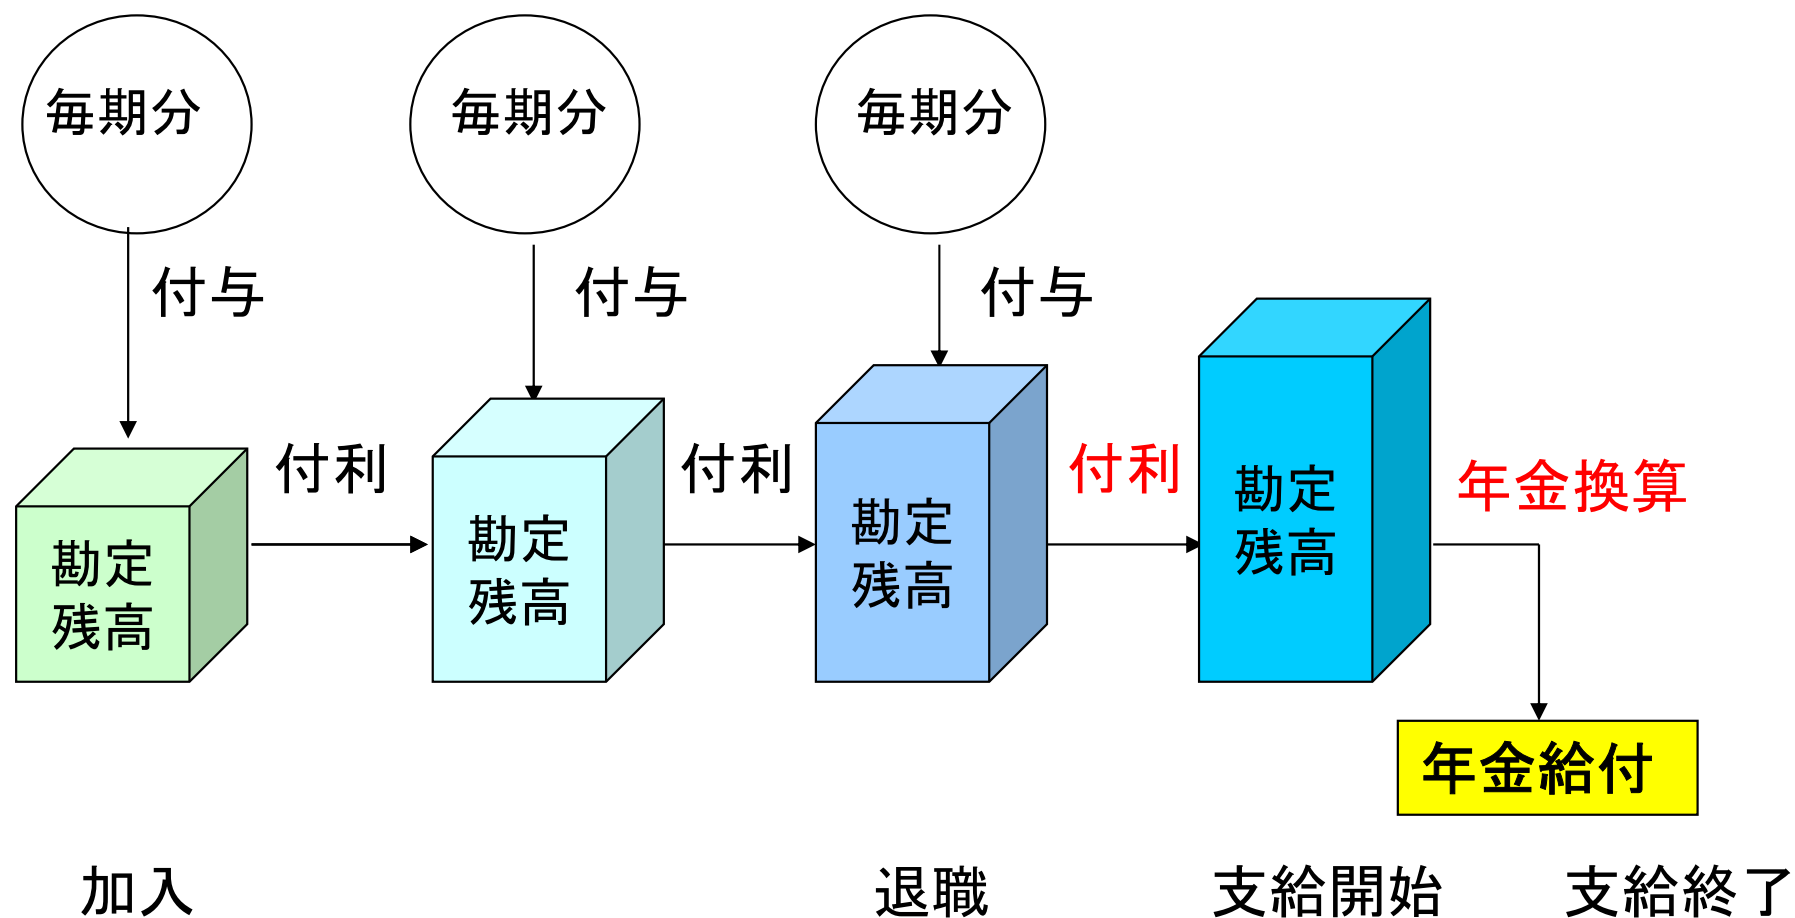 毎期分
毎期分
毎期分
付与
付与
付与
付利
付利
付利
年金換算
勘定
残高
勘定
残高
勘定
残高
勘定
残高
年金給付
加入
退職
支給開始
支給終了